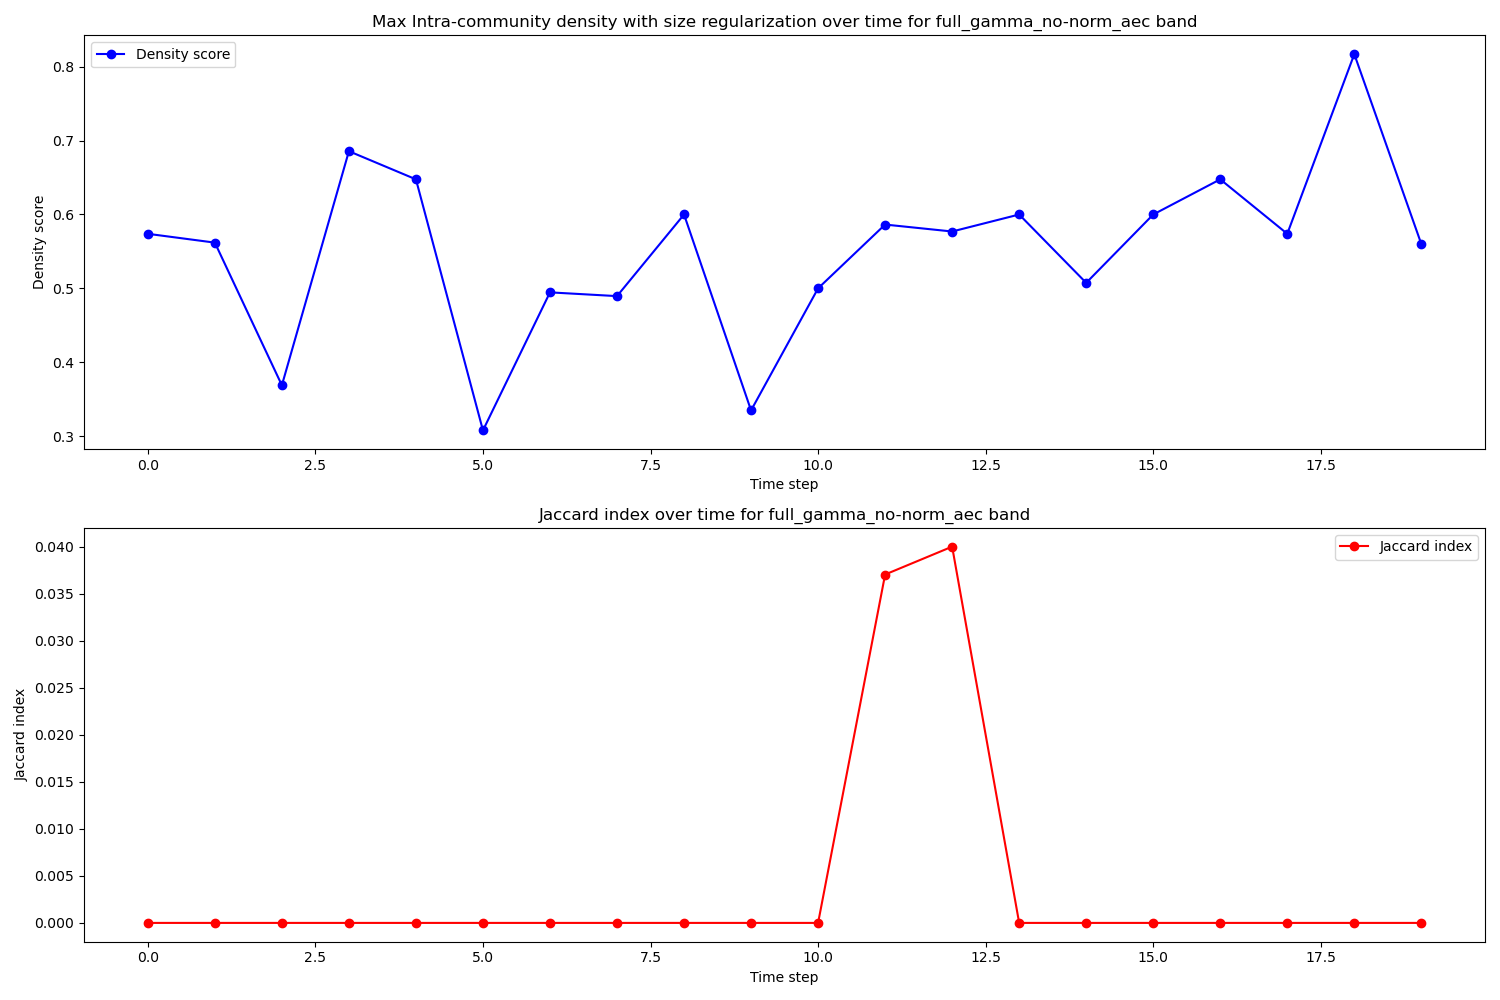 Max Intra-community density with size regularization over time for full_gamma_no-norm_aec band
Density score
Density score
0.8
0.7
0.6
0.5
0.4
0.3
0.0 2.5 5.0 7.5 10.0 12.5 15.0 17.5
Time step
Jaccard index over time for full_gamma_no-norm_aec band
Jaccard index
Jaccard index
0.040
0.035
0.030
0.025
0.020
0.015
0.010
0.005
0.000
0.0 2.5 5.0 7.5 10.0 12.5 15.0 17.5
Time step